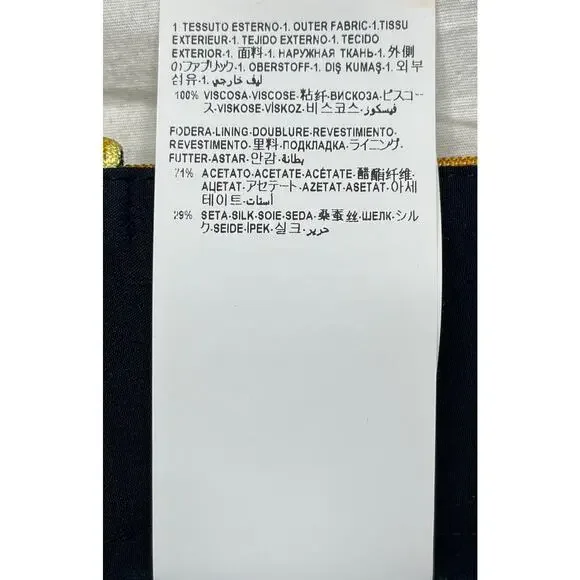 1 TESSUTO ESTERNO-1. OUTER FABRIC-1.TISSU
EXTERIEUR-1. TEJIDO EXTERNO-1. TECIDO
EXTERIOR-1. 面料-1. НАРУЖНАЯ ТКАНЬ-1. 外側
のファブリック-1. OBERSTOFF-1. DIŞ KUMAŞ-1. 외부
섬유-1. ليف خارجي
100% VISCOSA-VISCOSE-粘纤-ВИСКОЗА-ビスコー
ス-VISKOSE-VİSKOZ-비스코스-فيسكوز
FODERA-LINING-DOUBLURE-REVESTIMIENTO-
REVESTIMENTO-里料-ПОДКЛАДКА-ライニング-
FUTTER-ASTAR-안감-بطانة
71% ACETATO-ACETATE-ACÉTATE-醋酯纤维-
АЦЕТАТ-アセテート-AZETAT-ASETAT-아세
테이트-أستات
29% SETA-SILK-SOIE-SEDA-桑蚕丝-ШЕЛК-シル
ク-SEIDE-İPEK-실크-حرير